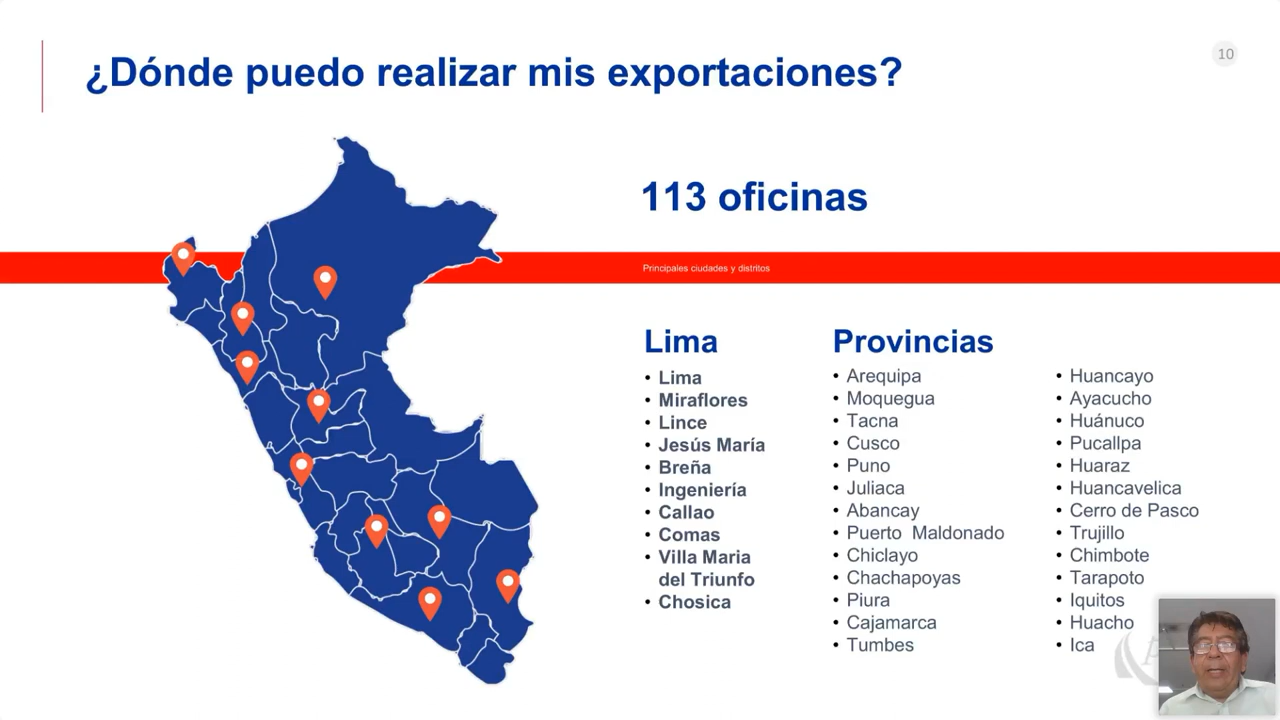 10
¿Dónde puedo realizar mis exportaciones?
113 oficinas
Principales ciudades y distritos
Lima
• Lima
• Miraflores
• Lince
• Jesús María
• Breña
• Ingeniería
• Callao
• Comas
• Villa Maria
del Triunfo
• Chosica
Provincias
• Arequipa
• Moquegua
• Tacna
• Cusco
• Puno
• Juliaca
• Abancay
• Puerto Maldonado
• Chiclayo
• Chachapoyas
• Piura
• Cajamarca
• Tumbes
• Huancayo
• Ayacucho
• Huánuco
• Pucallpa
• Huaraz
• Huancavelica
• Cerro de Pasco
• Trujillo
• Chimbote
• Tarapoto
• Iquitos
• Huacho
• Ica